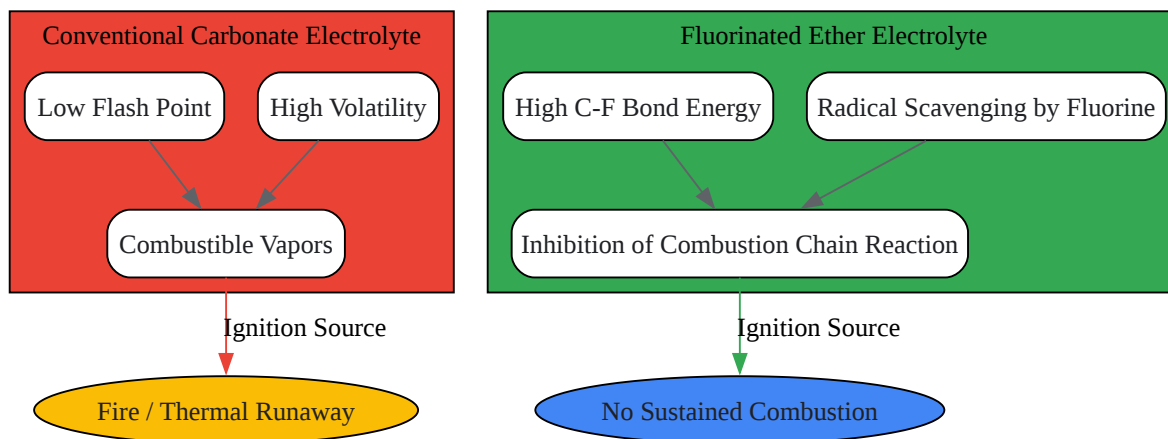 Conventional Carbonate Electrolyte
Low Flash Point
High Volatility
Combustible Vapors
Ignition Source
Fire / Thermal Runaway
Fluorinated Ether Electrolyte
High C-F Bond Energy
Radical Scavenging by Fluorine
Inhibition of Combustion Chain Reaction
Ignition Source
No Sustained Combustion